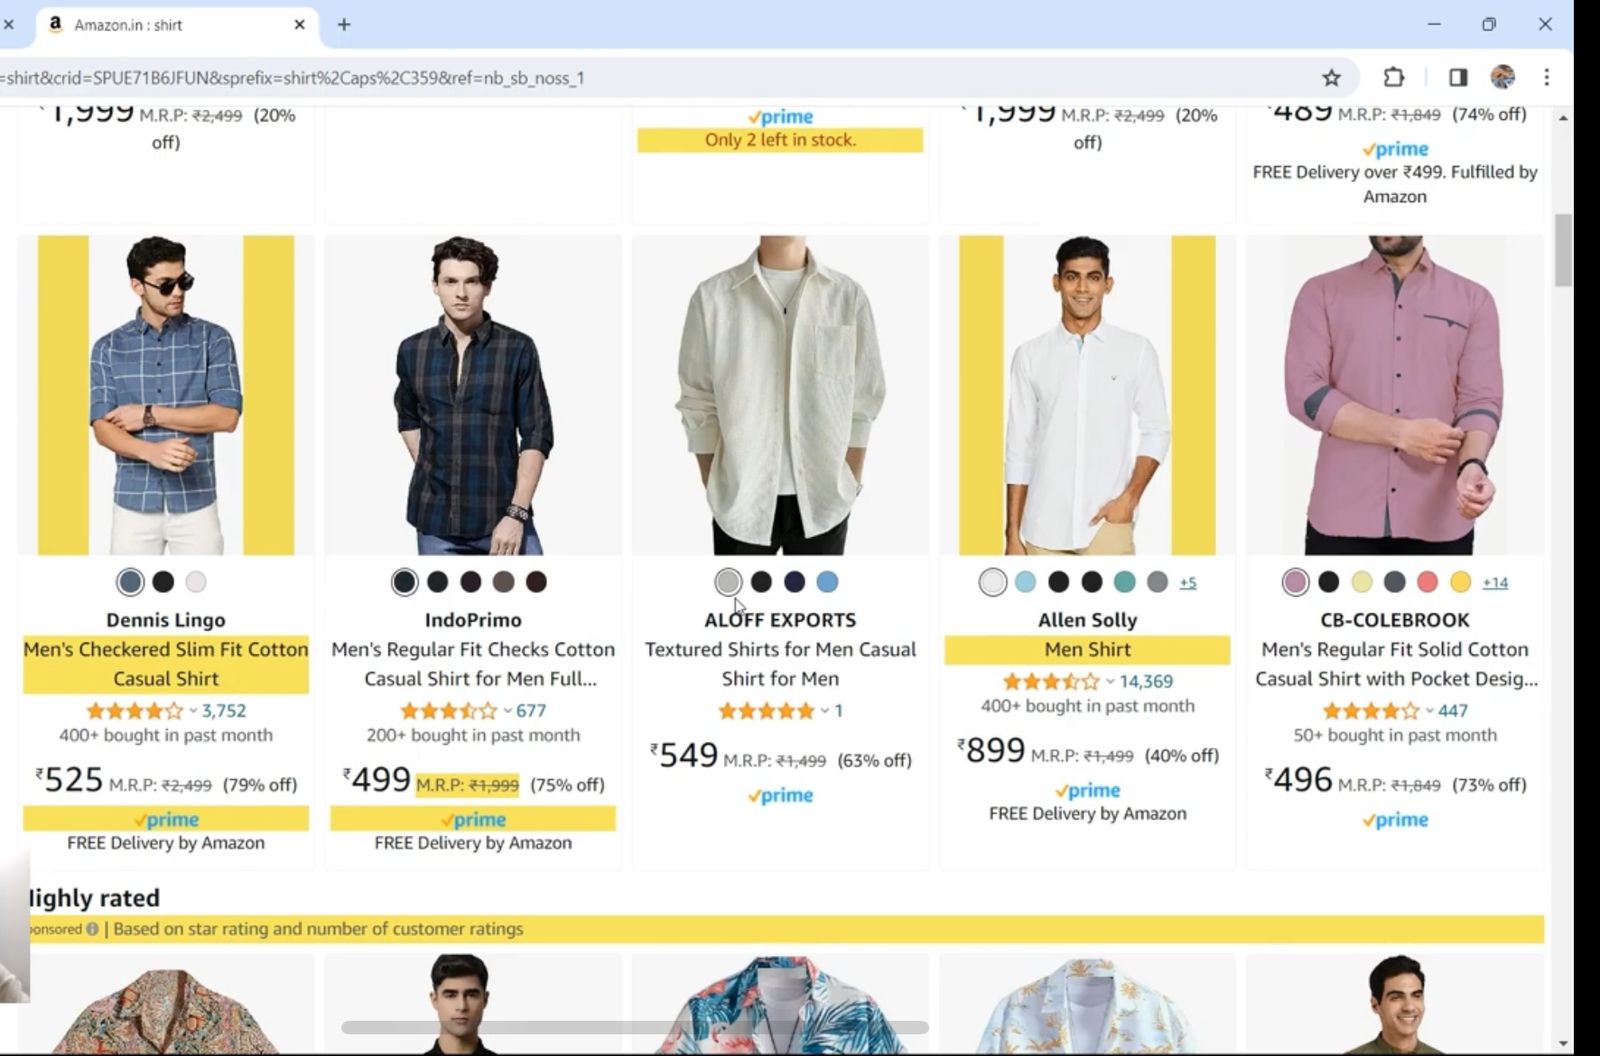 Amazon.in : shirt
=shirt&crid=SPUE71B6JFUN&sprefix=shirt%2Caps%2C359&ref=nb_sb_noss_1
₹1,999 M.R.P: ₹2,499 (20% off)
prime
Only 2 left in stock.
₹1,999 M.R.P: ₹2,499 (20% off)
₹489 M.R.P: ₹1,849 (74% off)
prime
FREE Delivery over ₹499. Fulfilled by
Amazon
Dennis Lingo
Men's Checkered Slim Fit Cotton
Casual Shirt
3,752
400+ bought in past month
₹525 M.R.P: ₹2,499 (79% off)
prime
FREE Delivery by Amazon
IndoPrimo
Men's Regular Fit Checks Cotton
Casual Shirt for Men Full...
677
200+ bought in past month
₹499 M.R.P: ₹1,999 (75% off)
prime
FREE Delivery by Amazon
ALOFF EXPORTS
Textured Shirts for Men Casual
Shirt for Men
1
₹549 M.R.P: ₹1,499 (63% off)
prime
+5
Allen Solly
Men Shirt
14,369
400+ bought in past month
₹899 M.R.P: ₹1,499 (40% off)
prime
FREE Delivery by Amazon
+14
CB-COLEBROOK
Men's Regular Fit Solid Cotton
Casual Shirt with Pocket Desig...
447
50+ bought in past month
₹496 M.R.P: ₹1,849 (73% off)
prime
Highly rated
ponsored | Based on star rating and number of customer ratings